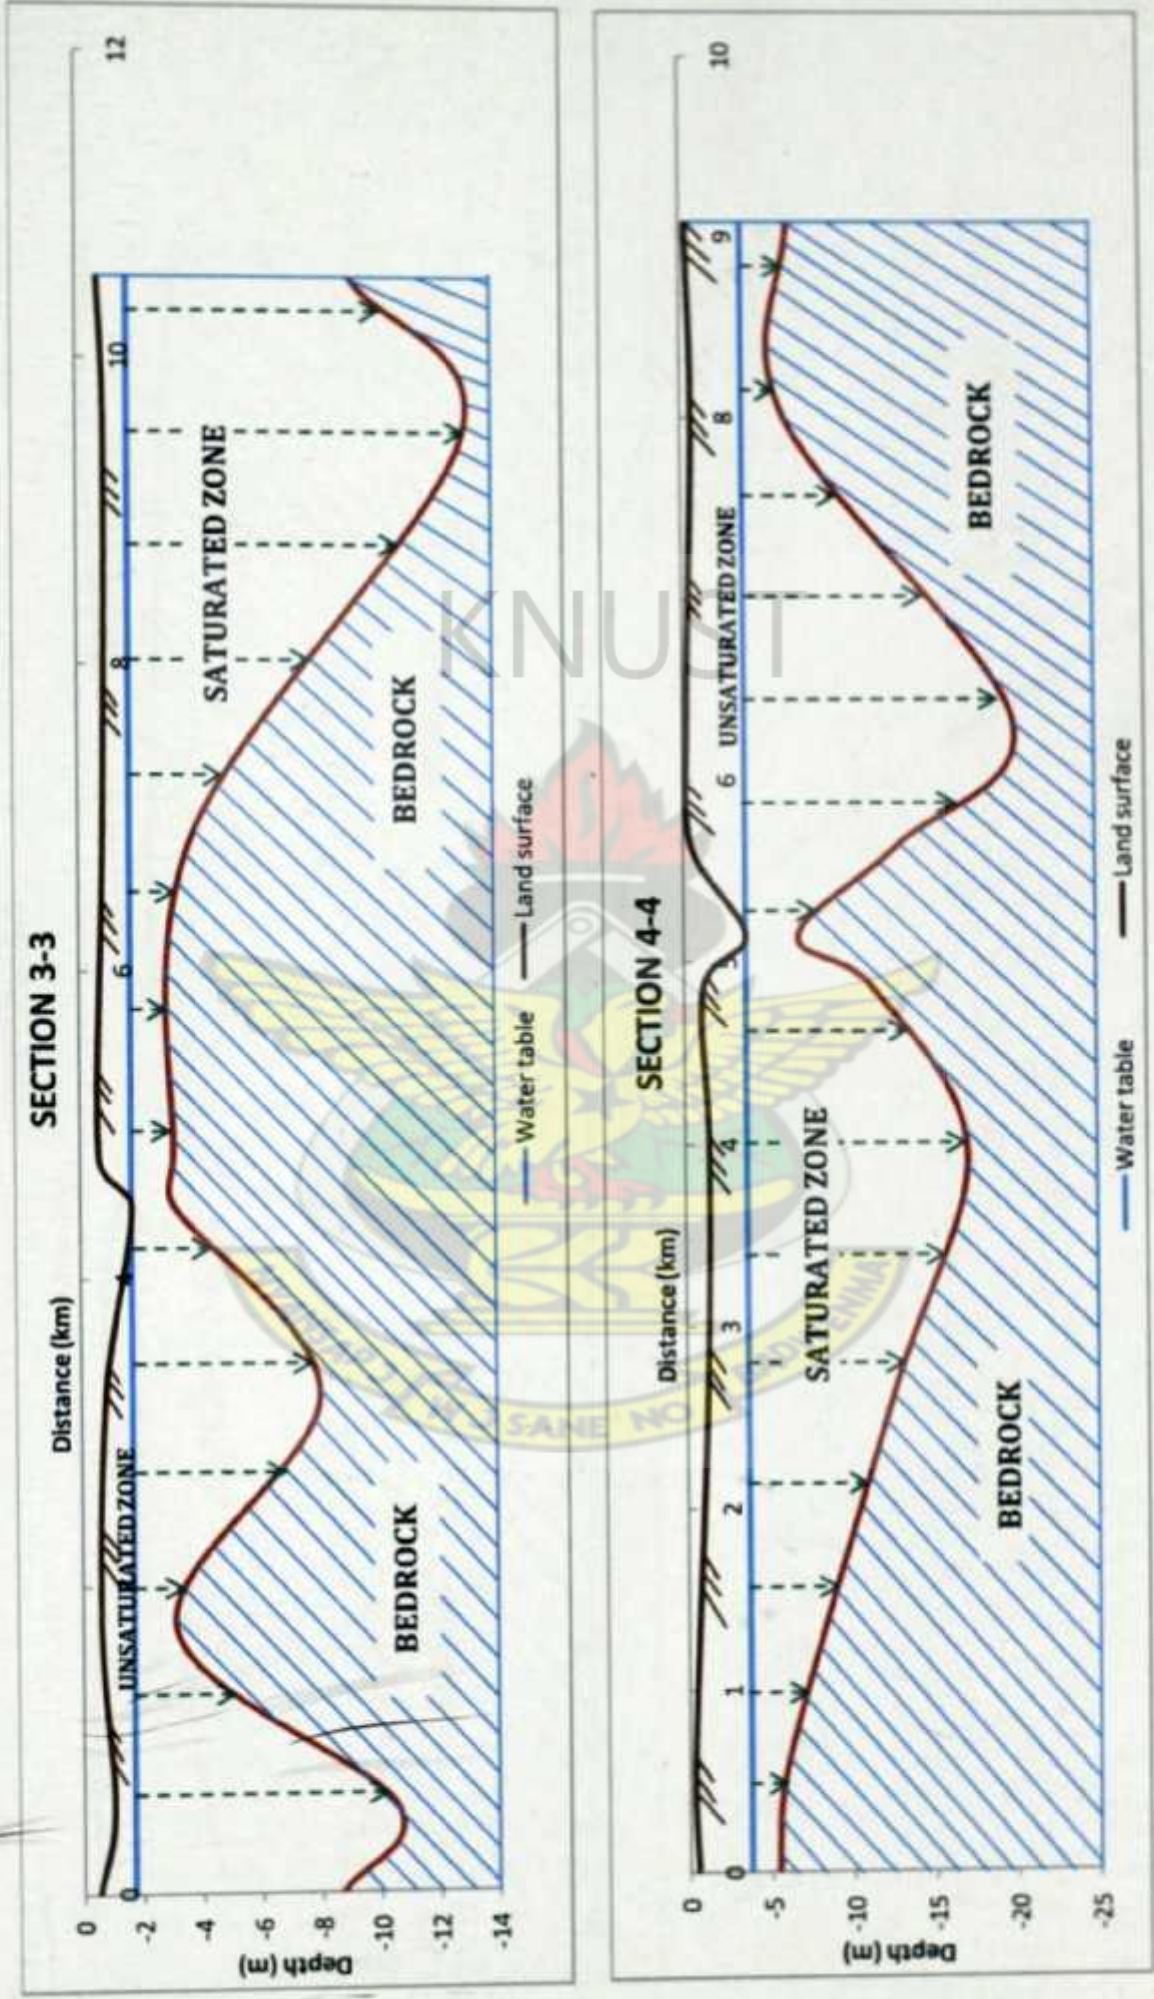 SECTION 3-3
Distance (km)
0
6
8
10
12
0
-2
-4
-6
-8
-10
-12
-14
Depth (m)
UNSATURATED ZONE
SATURATED ZONE
BEDROCK
BEDROCK
Water table
Land surface
KNUST
SECTION 4-4
Distance (km)
0
1
2
3
4
5
6
8
9
10
0
-5
-10
-15
-20
-25
Depth (m)
SATURATED ZONE
UNSATURATED ZONE
BEDROCK
BEDROCK
Water table
Land surface
SANE NO